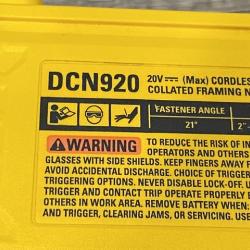 DCN920 20V (Max) CORDLES
COLLATED FRAMING N
FASTENER ANGLE
21° 2"-
WARNING TO REDUCE THE RISK OF IN
OPERATORS AND OTHERS
GLASSES WITH SIDE SHIELDS. KEEP FINGERS AWAY F
AVOID ACCIDENTAL DISCHARGE. CHOICE OF TRIGGER
TRIGGERING OPTIONS. NEVER DISABLE LOCK-OFF. U
TRIGGER AND CONTACT TRIP OPERATE PROPERLY B
OTHERS IN WORK AREA. REMOVE BATTERY WHEN:
AND, CLEARING JAMS, OR SERVICING. USE